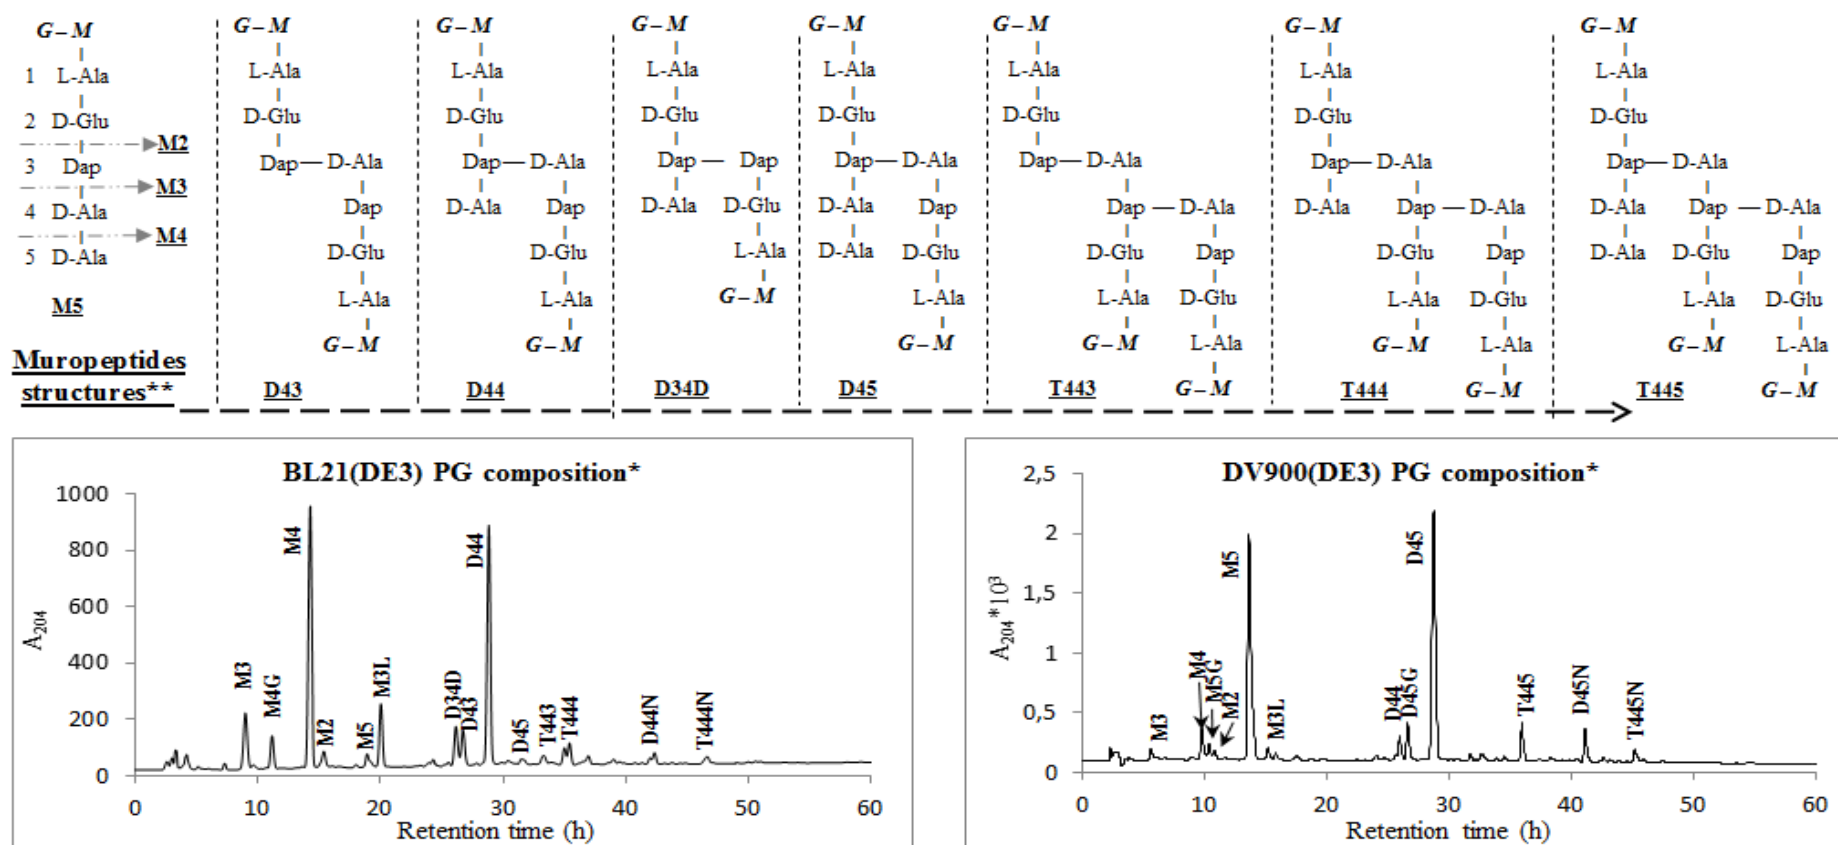 G – M G – M G – M G – M G – M G – M G – M G – M
1 L-Ala L-Ala L-Ala L-Ala L-Ala L-Ala L-Ala L-Ala
2 D-Glu D-Glu D-Glu D-Glu D-Glu D-Glu D-Glu D-Glu
M2
3 Dap Dap — D-Ala Dap — D-Ala Dap — Dap Dap — D-Ala Dap — D-Ala Dap — D-Ala Dap — D-Ala
M3
4 D-Ala Dap D-Ala Dap D-Ala D-Glu D-Ala Dap Dap — D-Ala D-Ala Dap — D-Ala D-Ala Dap — D-Ala
M4
5 D-Ala D-Glu D-Glu L-Ala D-Ala D-Glu D-Glu Dap D-Glu Dap D-Ala D-Glu Dap
M5 L-Ala L-Ala G – M L-Ala L-Ala D-Glu L-Ala D-Glu L-Ala D-Glu
G – M G – M G – M G – M L-Ala G – M L-Ala G – M L-Ala
Muropeptides
structures** D43 D44 D34D D45 T443 G – M T444 G – M T445 G – M
BL21(DE3) PG composition*
A204
1000
800
600
400
200
0
M3
M4G
M4
M2
M5
M3L
D34D
D43
D44
D45
T443
T444
D44N
T444N
0 10 20 30 40 50 60
Retention time (h)
DV900(DE3) PG composition*
A204*10³
2,5
2
1,5
1
0,5
0
M3
M4
M5G
M2
M5
M3L
D44
D45G
D45
T445
D45N
T445N
0 10 20 30 40 50 60
Retention time (h)